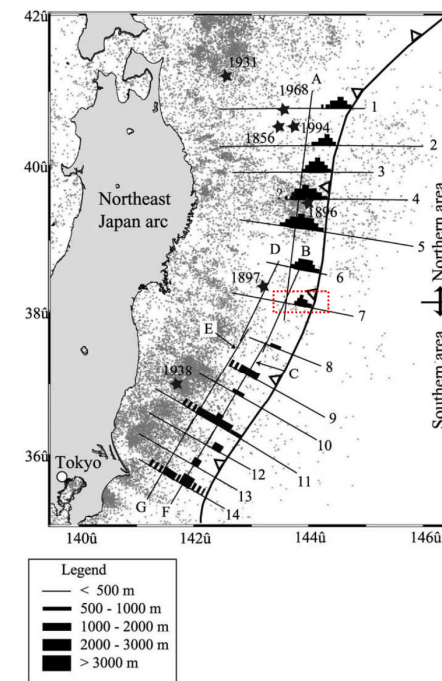 42û
40û
38û
36û
140û
142û
144û
146û
Northeast
Japan arc
Tokyo
1931
1968
1856
1994
1896
1897
1938
A
B
C
D
E
F
G
1
2
3
4
5
6
7
8
9
10
11
12
13
14
?
Northern area
Southern area
Legend
< 500 m
500 - 1000 m
1000 - 2000 m
2000 - 3000 m
> 3000 m